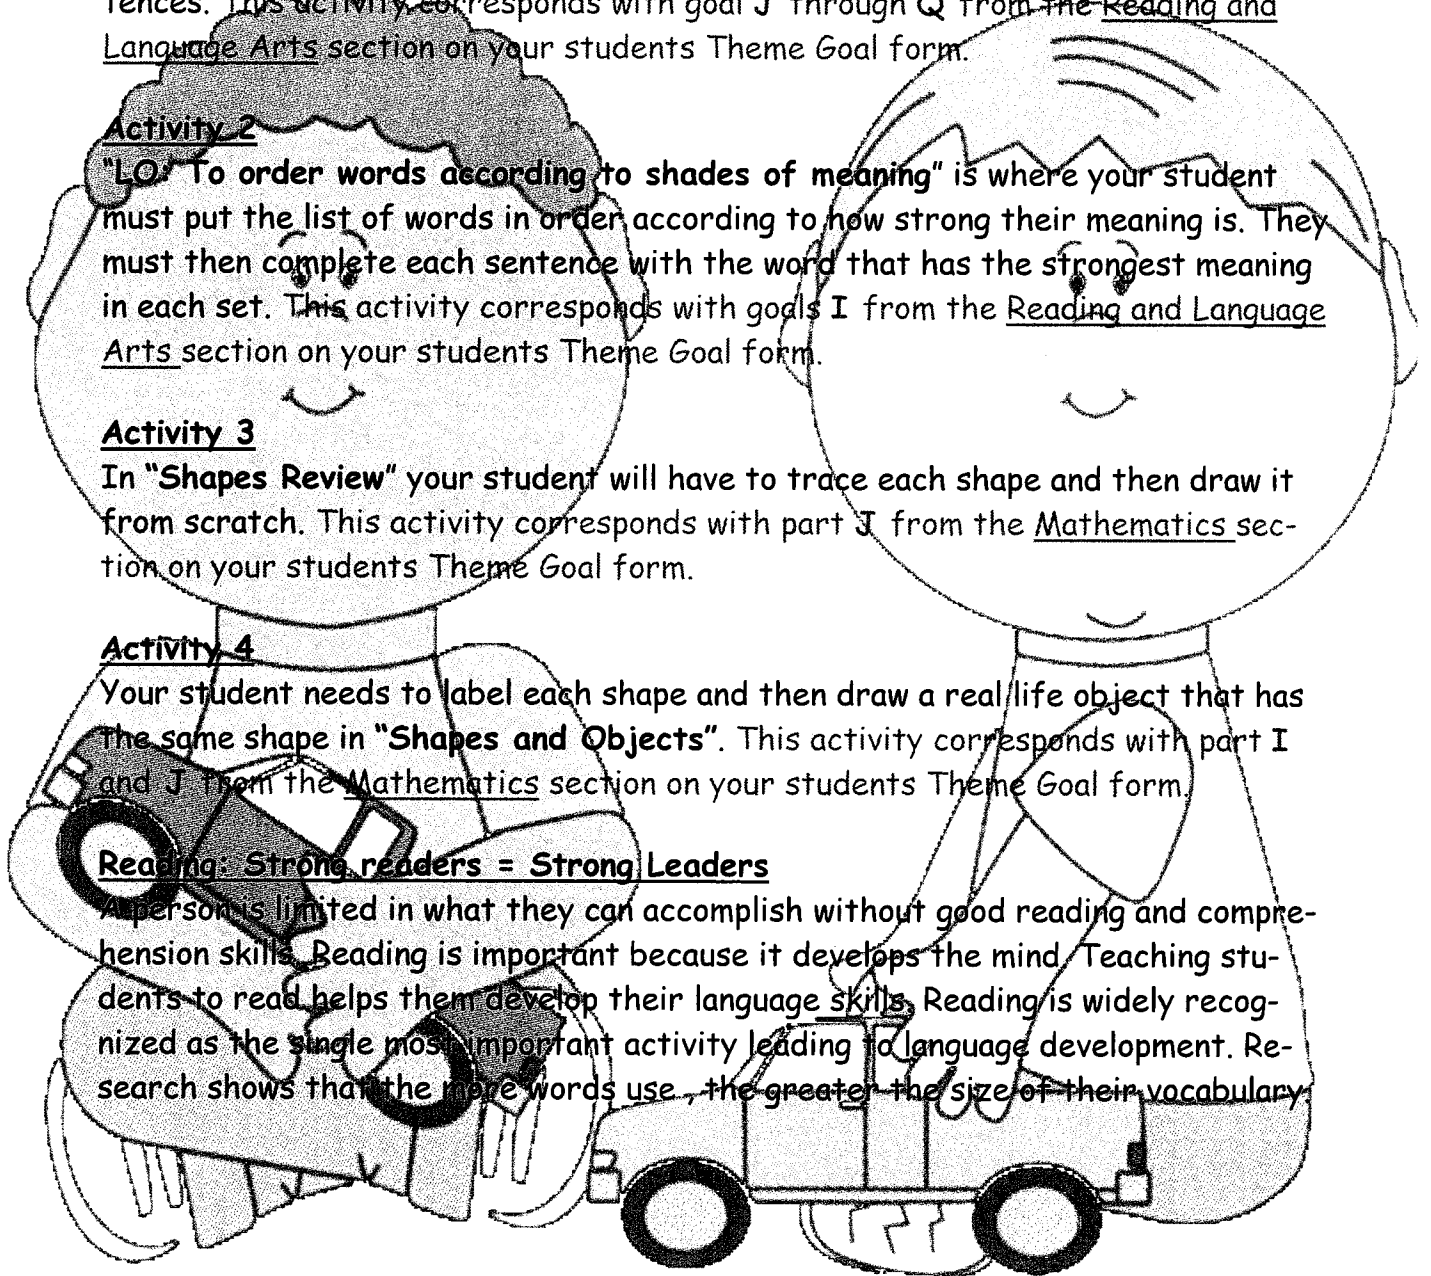 tences. This activity corresponds with goal J through Q from the Reading and
Language Arts section on your students Theme Goal form.
Activity 2
"LO: To order words according to shades of meaning" is where your student
must put the list of words in order according to how strong their meaning is. They
must then complete each sentence with the word that has the strongest meaning
in each set. This activity corresponds with goals I from the Reading and Language
Arts section on your students Theme Goal form.
Activity 3
In "Shapes Review" your student will have to trace each shape and then draw it
from scratch. This activity corresponds with part J from the Mathematics sec-
tion on your students Theme Goal form.
Activity 4
Your student needs to label each shape and then draw a real life object that has
the same shape in "Shapes and Objects". This activity corresponds with part I
and J from the Mathematics section on your students Theme Goal form.
Reading: Strong readers = Strong Leaders
A person is limited in what they can accomplish without good reading and compre-
hension skills. Reading is important because it develops the mind. Teaching stu-
dents to read helps them develop their language skills. Reading is widely recog-
nized as the single most important activity leading to language development. Re-
search shows that the more words use , the greater the size of their vocabulary.